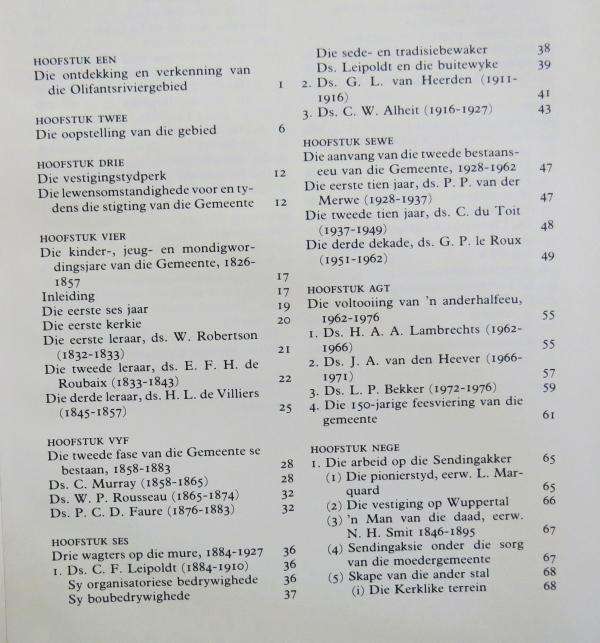 HOOFSTUK EEN
Die ontdekking en verkenning van
die Olifantsriviergebied 1
HOOFSTUK TWEE
Die oopstelling van die gebied 6
HOOFSTUK DRIE
Die vestigingstydperk 12
Die lewensomstandighede voor en ty-
dens die stigting van die Gemeente 12
HOOFSTUK VIER
Die kinder-, jeug- en mondigwor-
dingsjare van die Gemeente, 1826-
1857 17
Inleiding 17
Die eerste ses jaar 19
Die eerste kerkie 20
Die eerste leraar, ds. W. Robertson
(1832-1833) 21
Die tweede leraar, ds. E. F. H. de
Roubaix (1833-1843) 22
Die derde leraar, ds. H. L. de Villiers
(1845-1857) 25
HOOFSTUK VYF
Die tweede fase van die Gemeente se
bestaan, 1858-1883 28
Ds. C. Murray (1858-1865) 28
Ds. W. P. Rousseau (1865-1874) 32
Ds. P. C. D. Faure (1876-1883) 32
HOOFSTUK SES
Drie wagters op die mure, 1884-1927 36
1. Ds. C. F. Leipoldt (1884-1910) 36
Sy organisatoriese bedrywighede 36
Sy boubedrywighede 37
Die sede- en tradisiebewaker 38
Ds. Leipoldt en die buitewyke 39
2. Ds. G. L. van Heerden (1911-
1916) 41
3. Ds. C. W. Alheit (1916-1927) 43
HOOFSTUK SEWE
Die aanvang van die tweede bestaans-
eeu van die Gemeente, 1928-1962 47
Die eerste tien jaar, ds. P. P. van der
Merwe (1928-1937) 47
Die tweede tien jaar, ds. C. du Toit
(1937-1949) 48
Die derde dekade, ds. G. P. le Roux
(1951-1962) 49
HOOFSTUK AGT
Die voltooiing van 'n anderhalfeeu,
1962-1976 55
1. Ds. H. A. A. Lambrechts (1962-
1966) 55
2. Ds. J. A. van den Heever (1966-
1971) 57
3. Ds. L. P. Bekker (1972-1976) 59
4. Die 150-jarige feesviering van die
gemeente 61
HOOFSTUK NEGE
1. Die arbeid op die Sendingakker 65
(1) Die pionierstyd, eerw. L. Mar-
quard 65
(2) Die vestiging op Wuppertal 66
(3) 'n Man van die daad, eerw.
N. H. Smit 1846-1895 67
(4) Sendingaksie onder die sorg
van die moedergemeente 67
(5) Skape van die ander stal 68
(i) Die Kerklike terrein 68